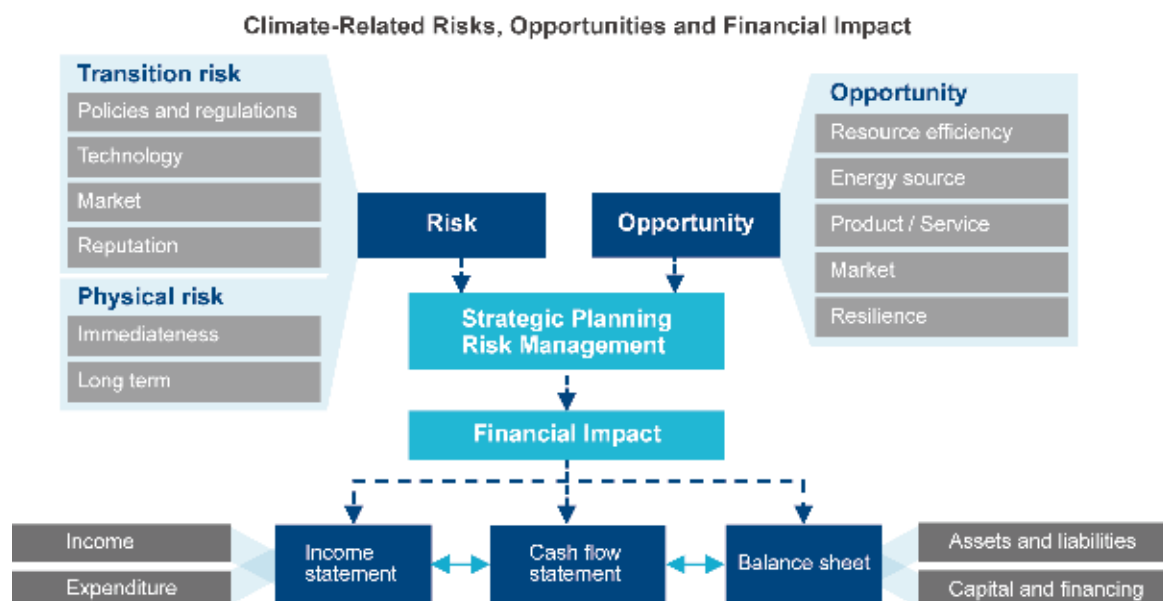 Climate-Related Risks, Opportunities and Financial Impact
Transition risk
Policies and regulations
Technology
Market
Reputation
Physical risk
Immediateness
Long term
Risk
Opportunity
Opportunity
Resource efficiency
Energy source
Product / Service
Market
Resilience
Strategic Planning
Risk Management
Financial Impact
Income
Expenditure
Income
statement
Cash flow
statement
Balance sheet
Assets and liabilities
Capital and financing